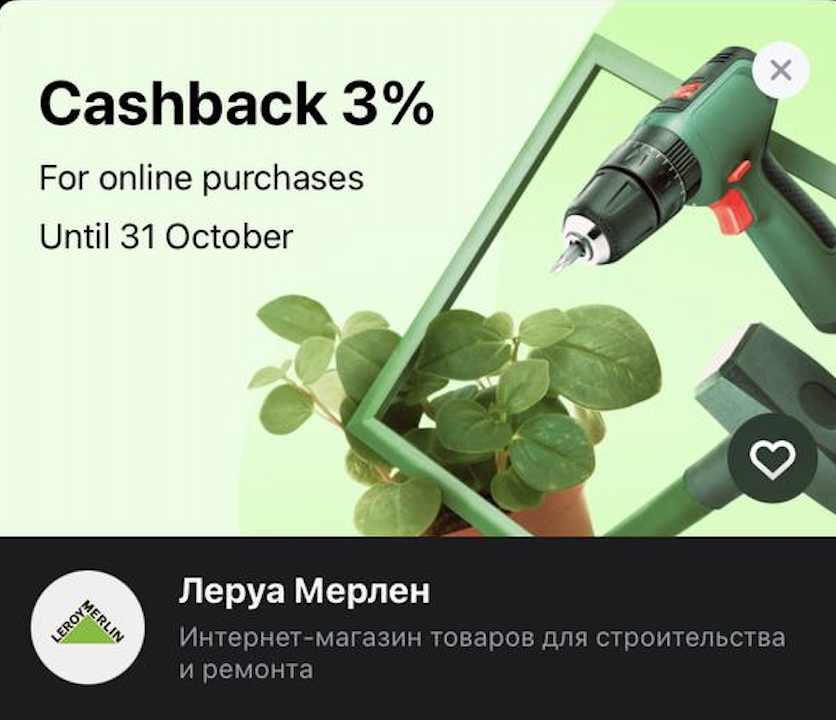 Cashback 3%
For online purchases
Until 31 October
LEROY MERLIN
Леруа Мерлен
Интернет-магазин товаров для строительства
и ремонта